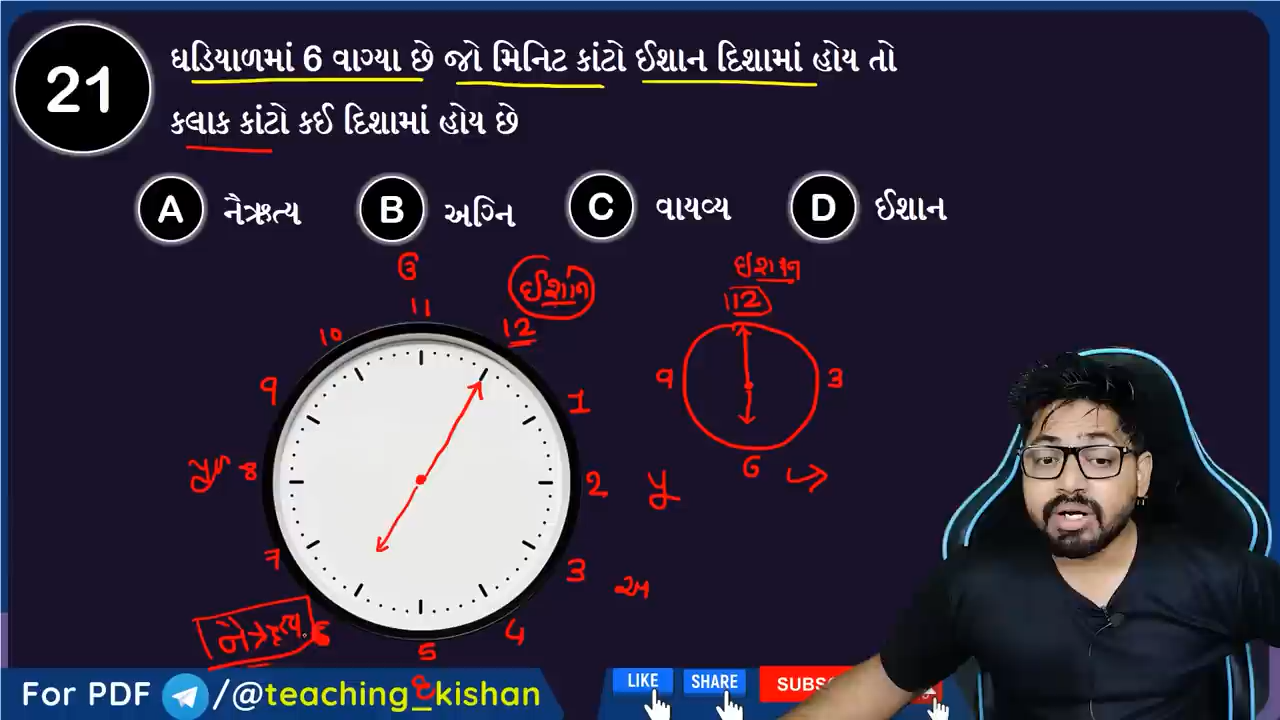 21
ઘડિયાળમાં 6 વાગ્યા છે જો મિનિટ કાંટો ઈશાન દિશામાં હોય તો
કલાક કાંટો કઈ દિશામાં હોય છે
A નૈઋત્ય B અગ્નિ C વાયવ્ય D ઈશાન
ઉ
ઈશાન
11
12
10
9
1
8
2
પૂ
7
3
અ
નૈઋત્ય
6
4
5
ઈશાન
12
9
3
6
For PDF /@teaching_kishan
LIKE SHARE